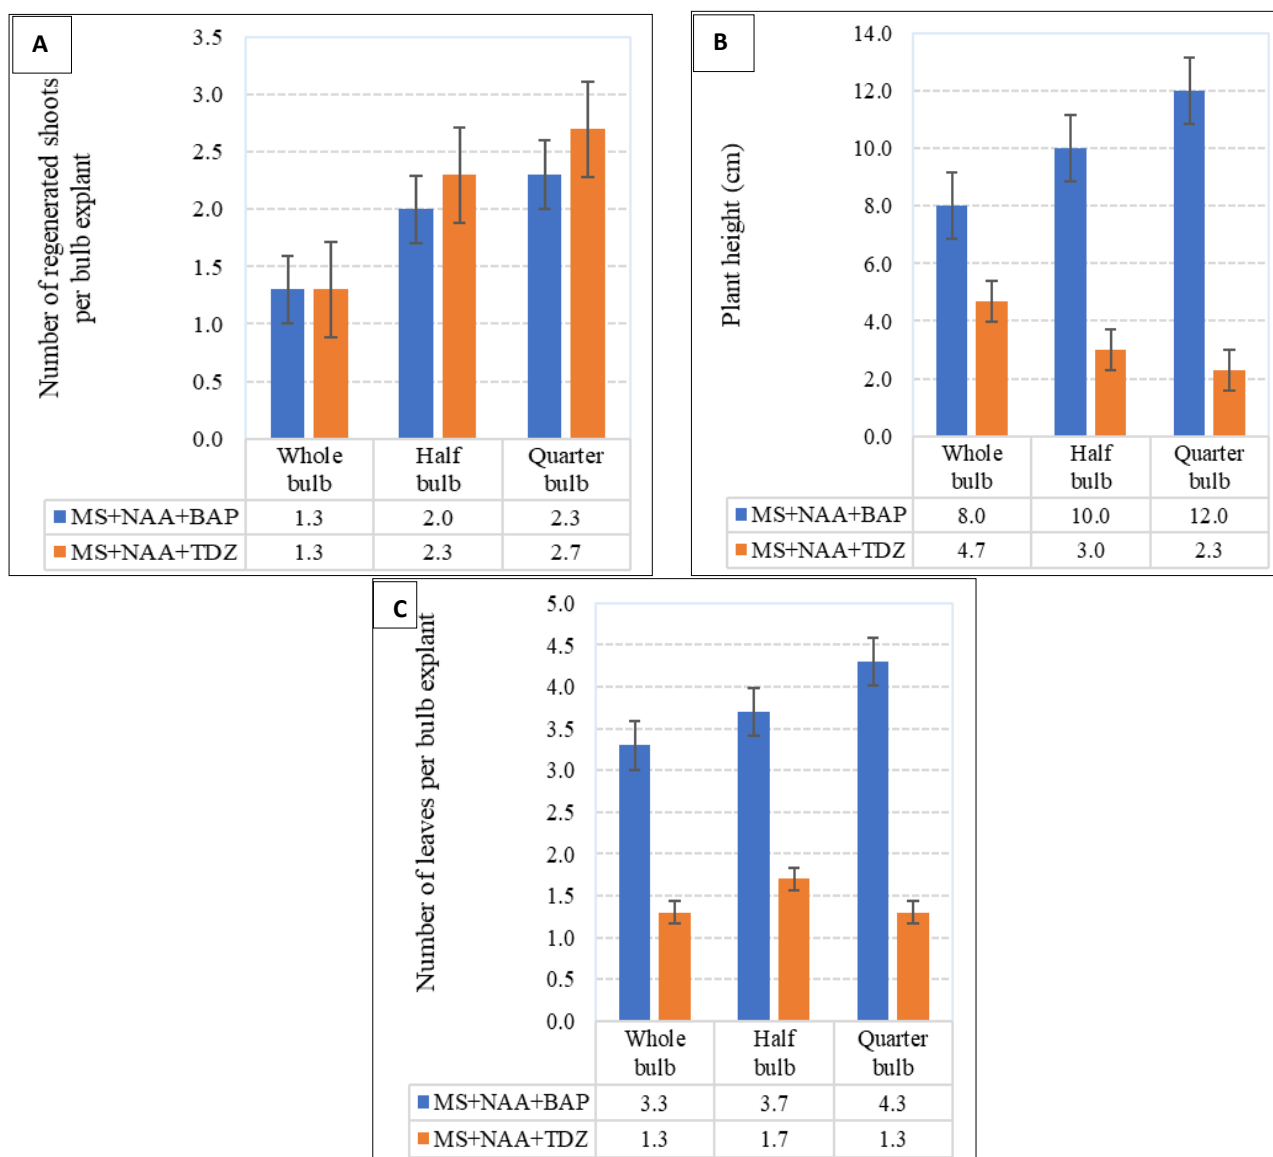 A
Number of regenerated shoots
per bulb explant
3.5
3.0
2.5
2.0
1.5
1.0
0.5
0.0
Whole bulb Half bulb Quarter bulb
MS+NAA+BAP 1.3 2.0 2.3
MS+NAA+TDZ 1.3 2.3 2.7
B
Plant height (cm)
14.0
12.0
10.0
8.0
6.0
4.0
2.0
0.0
Whole bulb Half bulb Quarter bulb
MS+NAA+BAP 8.0 10.0 12.0
MS+NAA+TDZ 4.7 3.0 2.3
C
Number of leaves per bulb explant
5.0
4.5
4.0
3.5
3.0
2.5
2.0
1.5
1.0
0.5
0.0
Whole bulb Half bulb Quarter bulb
MS+NAA+BAP 3.3 3.7 4.3
MS+NAA+TDZ 1.3 1.7 1.3